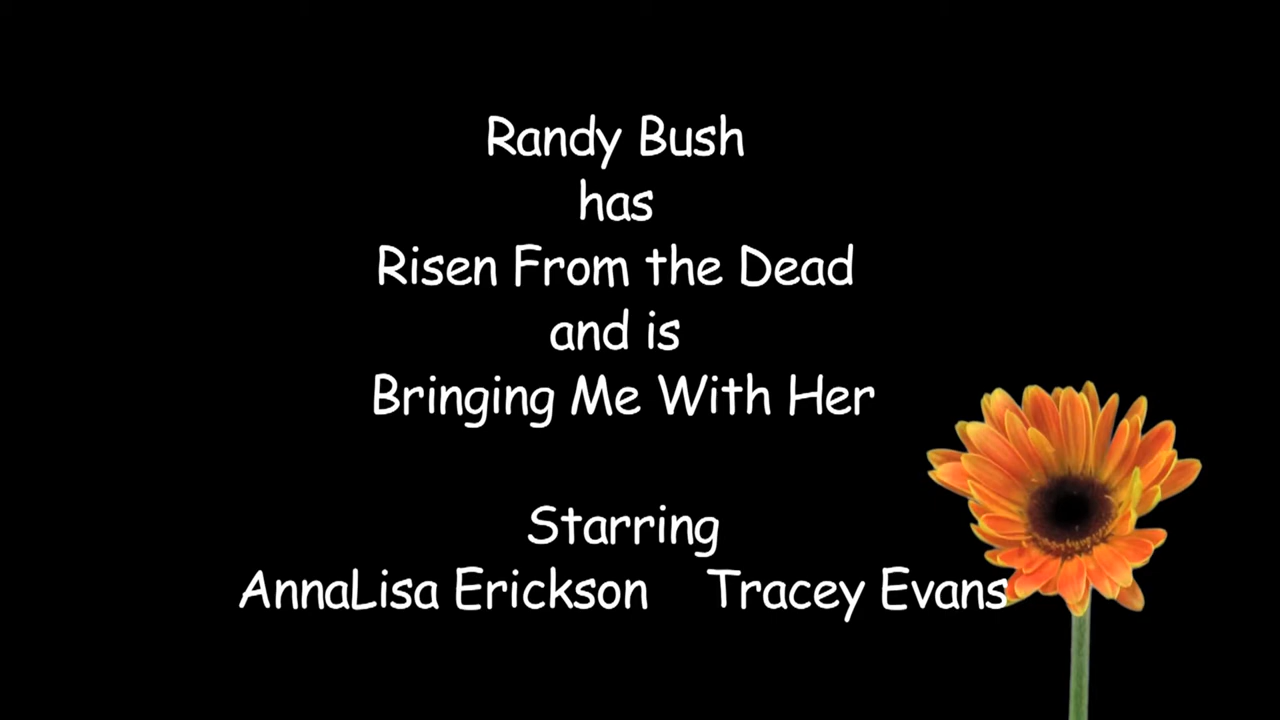 Randy Bush
has
Risen From the Dead
and is
Bringing Me With Her
Starring
AnnaLisa Erickson Tracey Evans